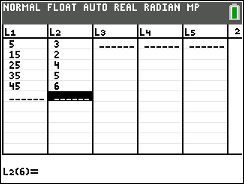 NORMAL FLOAT AUTO REAL RADIAN MP
L1 L2 L3 L4 L5 2
5 3 ------ ------ ------
15 2
25 4
35 5
45 6
------ ------
L2(6)=